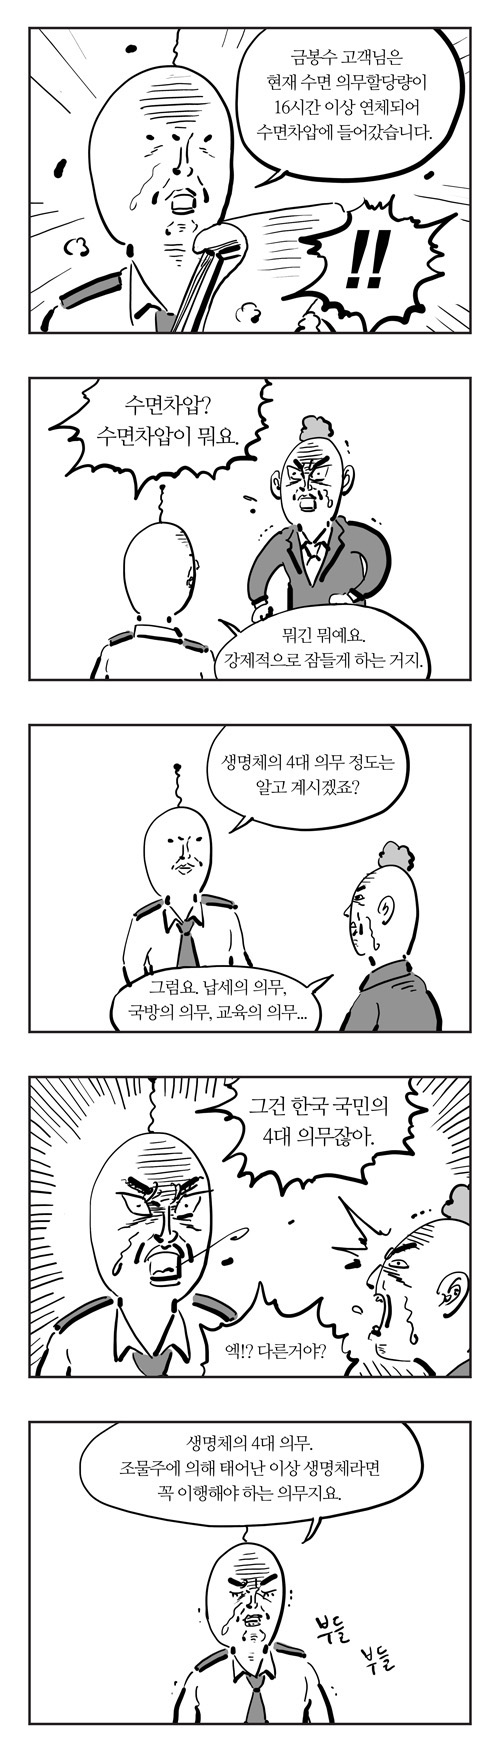 금봉수 고객님은
현재 수면 의무할당량이
16시간 이상 연체되어
수면차압에 들어갔습니다.
!!
수면차압?
수면차압이 뭐요.
뭐긴 뭐예요.
강제적으로 잠들게 하는 거지.
생명체의 4대 의무 정도는
알고 계시겠죠?
그럼요. 납세의 의무,
국방의 의무, 교육의 의무...
그건 한국 국민의
4대 의무잖아.
엑!? 다른거야?
생명체의 4대 의무.
조물주에 의해 태어난 이상 생명체라면
꼭 이행해야 하는 의무지요.
부들
부들